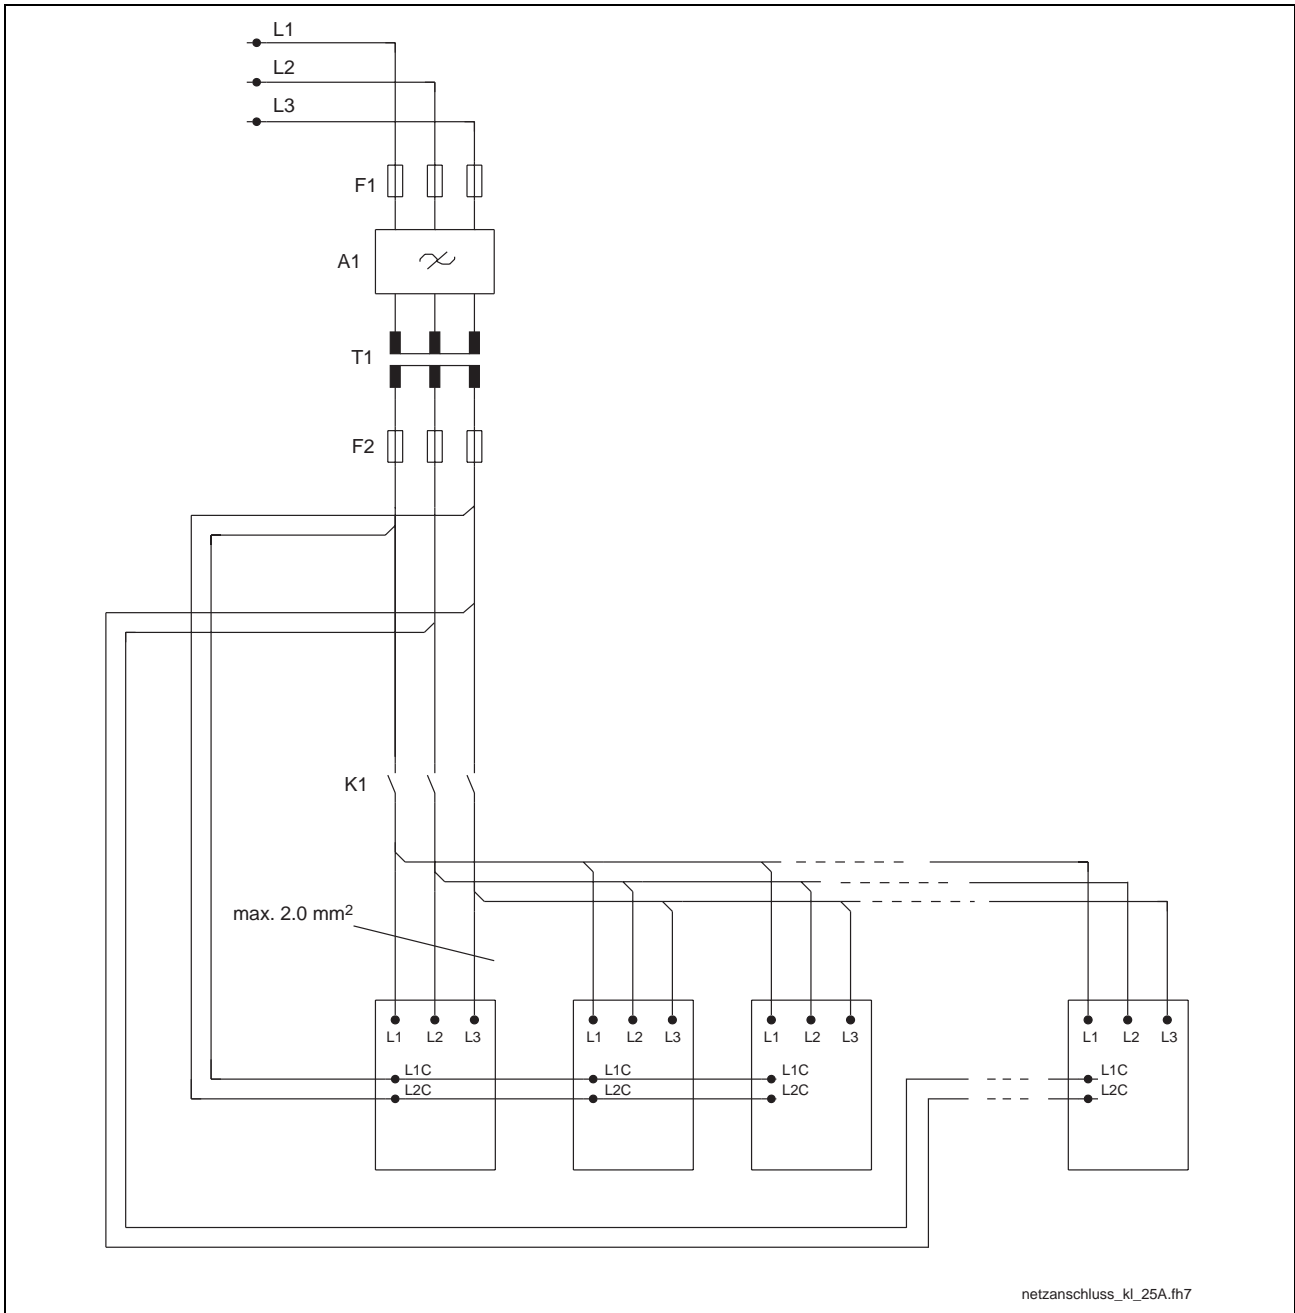 L1
L2
L3
F1
A1
T1
F2
K1
max. 2.0 mm²
L1 L2 L3 L1 L2 L3 L1 L2 L3 L1 L2 L3
L1C L1C L1C L1C
L2C L2C L2C L2C
netzanschluss_kl_25A.fh7